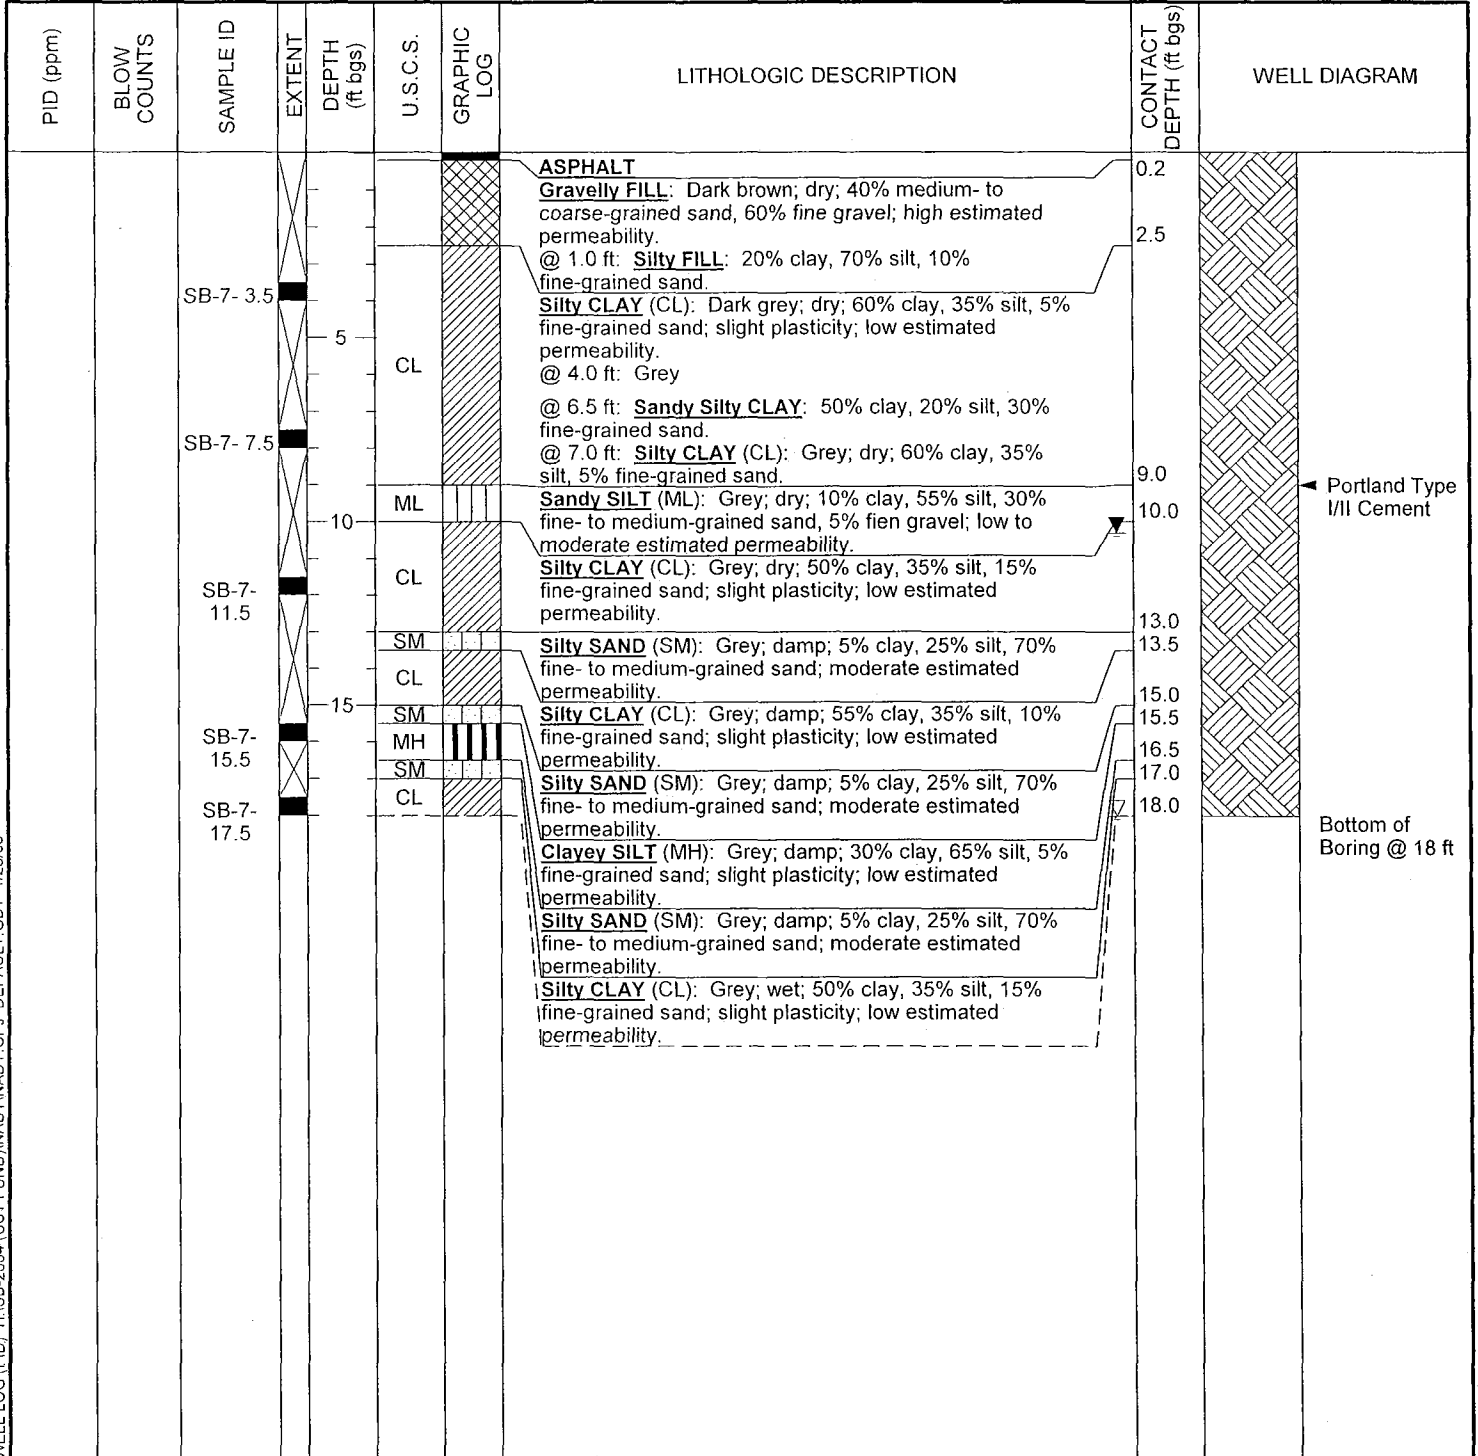 PID (ppm)
BLOW
COUNTS
SAMPLE ID
EXTENT
DEPTH
(ft bgs)
U.S.C.S.
GRAPHIC
LOG
LITHOLOGIC DESCRIPTION
CONTACT
DEPTH (ft bgs)
WELL DIAGRAM
ASPHALT
0.2
Gravelly FILL: Dark brown; dry; 40% medium- to
coarse-grained sand, 60% fine gravel; high estimated
permeability.
2.5
@ 1.0 ft: Silty FILL: 20% clay, 70% silt, 10%
fine-grained sand.
SB-7- 3.5
Silty CLAY (CL): Dark grey; dry; 60% clay, 35% silt, 5%
fine-grained sand; slight plasticity; low estimated
permeability.
5
CL
@ 4.0 ft: Grey
@ 6.5 ft: Sandy Silty CLAY: 50% clay, 20% silt, 30%
fine-grained sand.
SB-7- 7.5
@ 7.0 ft: Silty CLAY (CL): Grey; dry; 60% clay, 35%
silt, 5% fine-grained sand.
9.0
Portland Type
I/II Cement
ML
Sandy SILT (ML): Grey; dry; 10% clay, 55% silt, 30%
fine- to medium-grained sand, 5% fien gravel; low to
moderate estimated permeability.
10
10.0
CL
Silty CLAY (CL): Grey; dry; 50% clay, 35% silt, 15%
fine-grained sand; slight plasticity; low estimated
permeability.
SB-7-
11.5
13.0
SM
Silty SAND (SM): Grey; damp; 5% clay, 25% silt, 70%
fine- to medium-grained sand; moderate estimated
permeability.
13.5
CL
15.0
15
SM
Silty CLAY (CL): Grey; damp; 55% clay, 35% silt, 10%
fine-grained sand; slight plasticity; low estimated
permeability.
15.5
SB-7-
15.5
MH
16.5
SM
17.0
Silty SAND (SM): Grey; damp; 5% clay, 25% silt, 70%
fine- to medium-grained sand; moderate estimated
permeability.
CL
18.0
SB-7-
17.5
Bottom of
Boring @ 18 ft
Clayey SILT (MH): Grey; damp; 30% clay, 65% silt, 5%
fine-grained sand; slight plasticity; low estimated
permeability.
Silty SAND (SM): Grey; damp; 5% clay, 25% silt, 70%
fine- to medium-grained sand; moderate estimated
permeability.
Silty CLAY (CL): Grey; wet; 50% clay, 35% silt, 15%
fine-grained sand; slight plasticity; low estimated
permeability.
WELL LOG